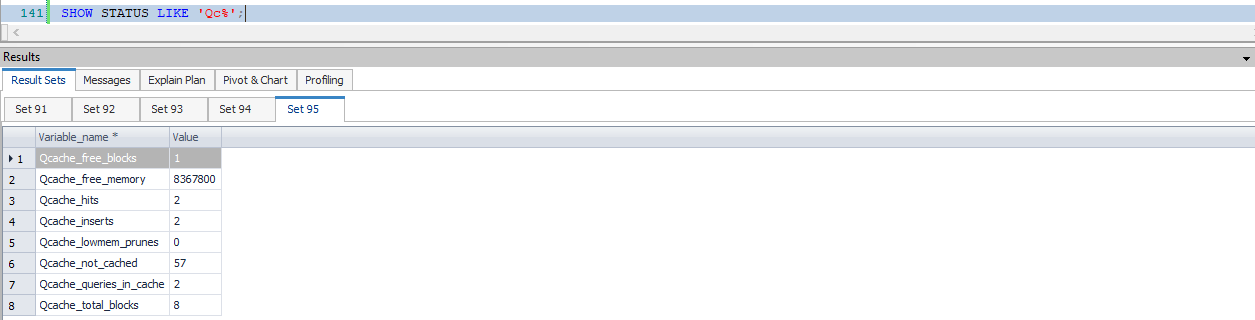 141 SHOW STATUS LIKE 'Qc%';
Results
Result Sets Messages Explain Plan Pivot & Chart Profiling
Set 91 Set 92 Set 93 Set 94 Set 95
Variable_name * Value
1 Qcache_free_blocks 1
2 Qcache_free_memory 8367800
3 Qcache_hits 2
4 Qcache_inserts 2
5 Qcache_lowmem_prunes 0
6 Qcache_not_cached 57
7 Qcache_queries_in_cache 2
8 Qcache_total_blocks 8